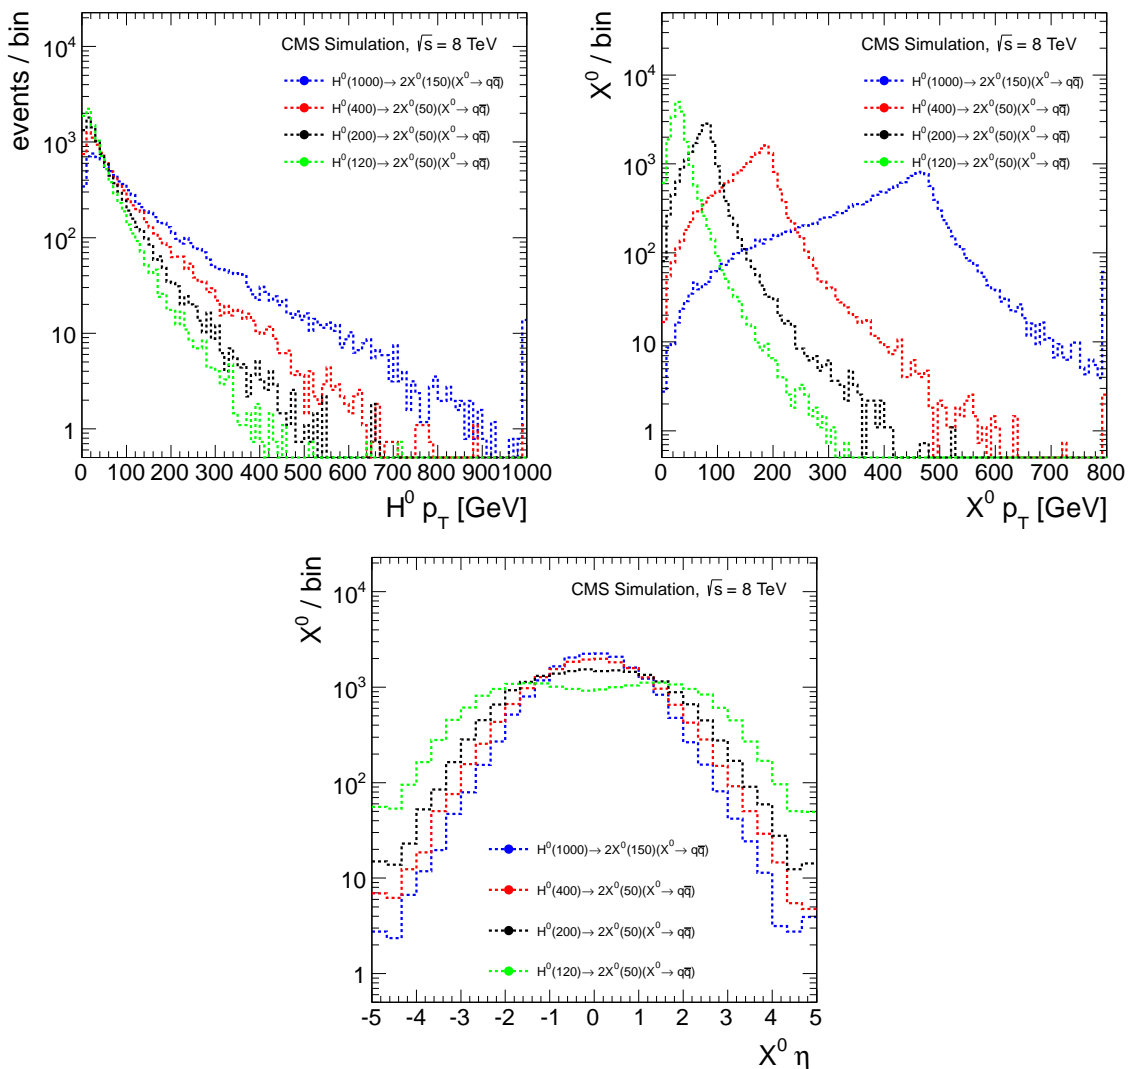 events / bin
10⁴
10³
10²
10
1
CMS Simulation, √s = 8 TeV
H⁰(1000)→ 2X⁰(150)(X⁰→ qq̅)
H⁰(400)→ 2X⁰(50)(X⁰→ qq̅)
H⁰(200)→ 2X⁰(50)(X⁰→ qq̅)
H⁰(120)→ 2X⁰(50)(X⁰→ qq̅)
0 100 200 300 400 500 600 700 800 900 1000
H⁰ p_T [GeV]
X⁰ / bin
10⁴
10³
10²
10
1
CMS Simulation, √s = 8 TeV
H⁰(1000)→ 2X⁰(150)(X⁰→ qq̅)
H⁰(400)→ 2X⁰(50)(X⁰→ qq̅)
H⁰(200)→ 2X⁰(50)(X⁰→ qq̅)
H⁰(120)→ 2X⁰(50)(X⁰→ qq̅)
0 100 200 300 400 500 600 700 800
X⁰ p_T [GeV]
X⁰ / bin
10⁴
10³
10²
10
1
CMS Simulation, √s = 8 TeV
H⁰(1000)→ 2X⁰(150)(X⁰→ qq̅)
H⁰(400)→ 2X⁰(50)(X⁰→ qq̅)
H⁰(200)→ 2X⁰(50)(X⁰→ qq̅)
H⁰(120)→ 2X⁰(50)(X⁰→ qq̅)
-5 -4 -3 -2 -1 0 1 2 3 4 5
X⁰ η